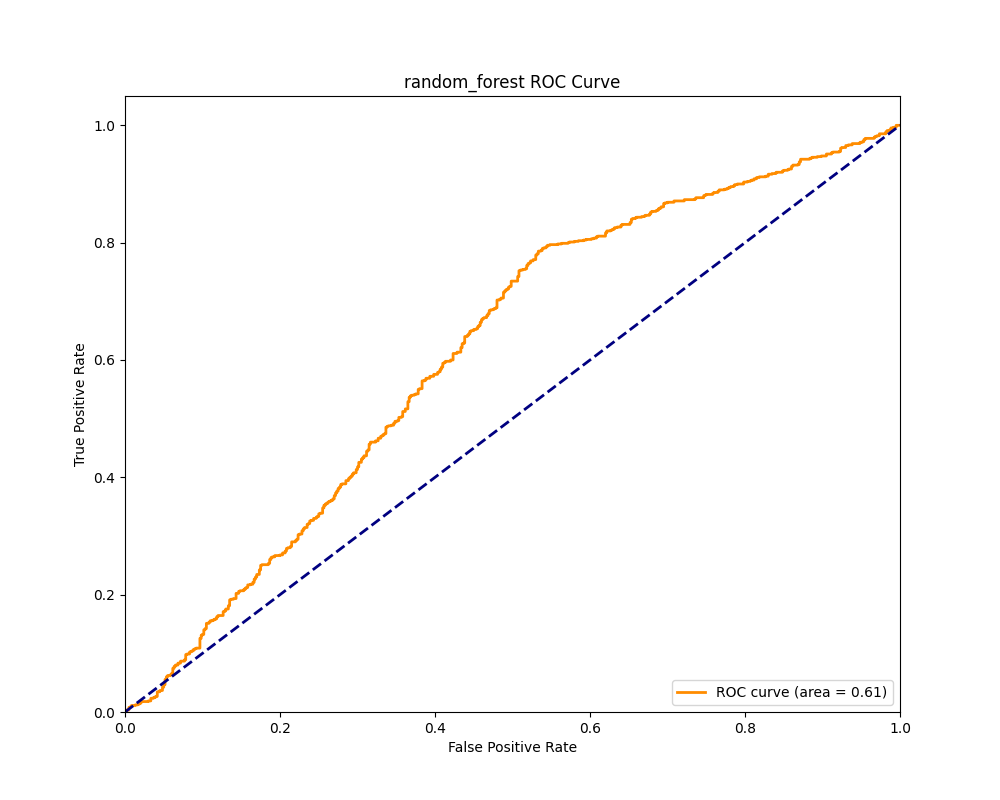 random_forest ROC Curve
True Positive Rate
1.0
0.8
0.6
0.4
0.2
0.0
0.0 0.2 0.4 0.6 0.8 1.0
False Positive Rate
ROC curve (area = 0.61)